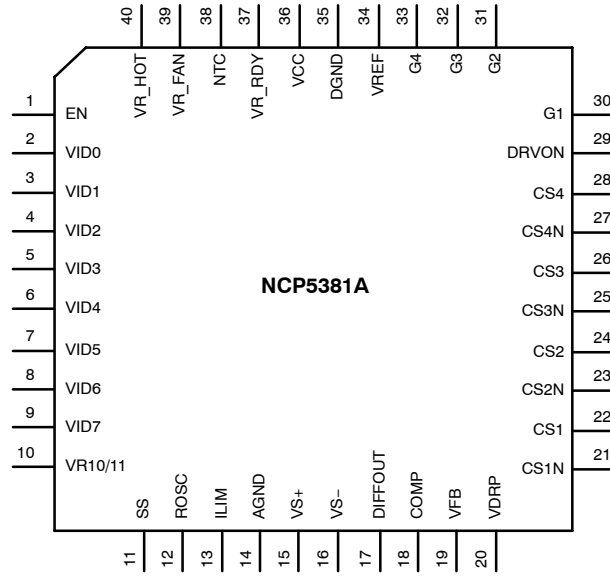 40 39 38 37 36 35 34 33 32 31
VR_HOT VR_FAN NTC VR_RDY VCC DGND VREF G4 G3 G2
1 EN G1 30
2 VID0 DRVON 29
3 VID1 CS4 28
4 VID2 CS4N 27
5 VID3 CS3 26
NCP5381A
6 VID4 CS3N 25
7 VID5 CS2 24
8 VID6 CS2N 23
9 VID7 CS1 22
10 VR10/11 CS1N 21
SS ROSC ILIM AGND VS+ VS− DIFFOUT COMP VFB VDRP
11 12 13 14 15 16 17 18 19 20